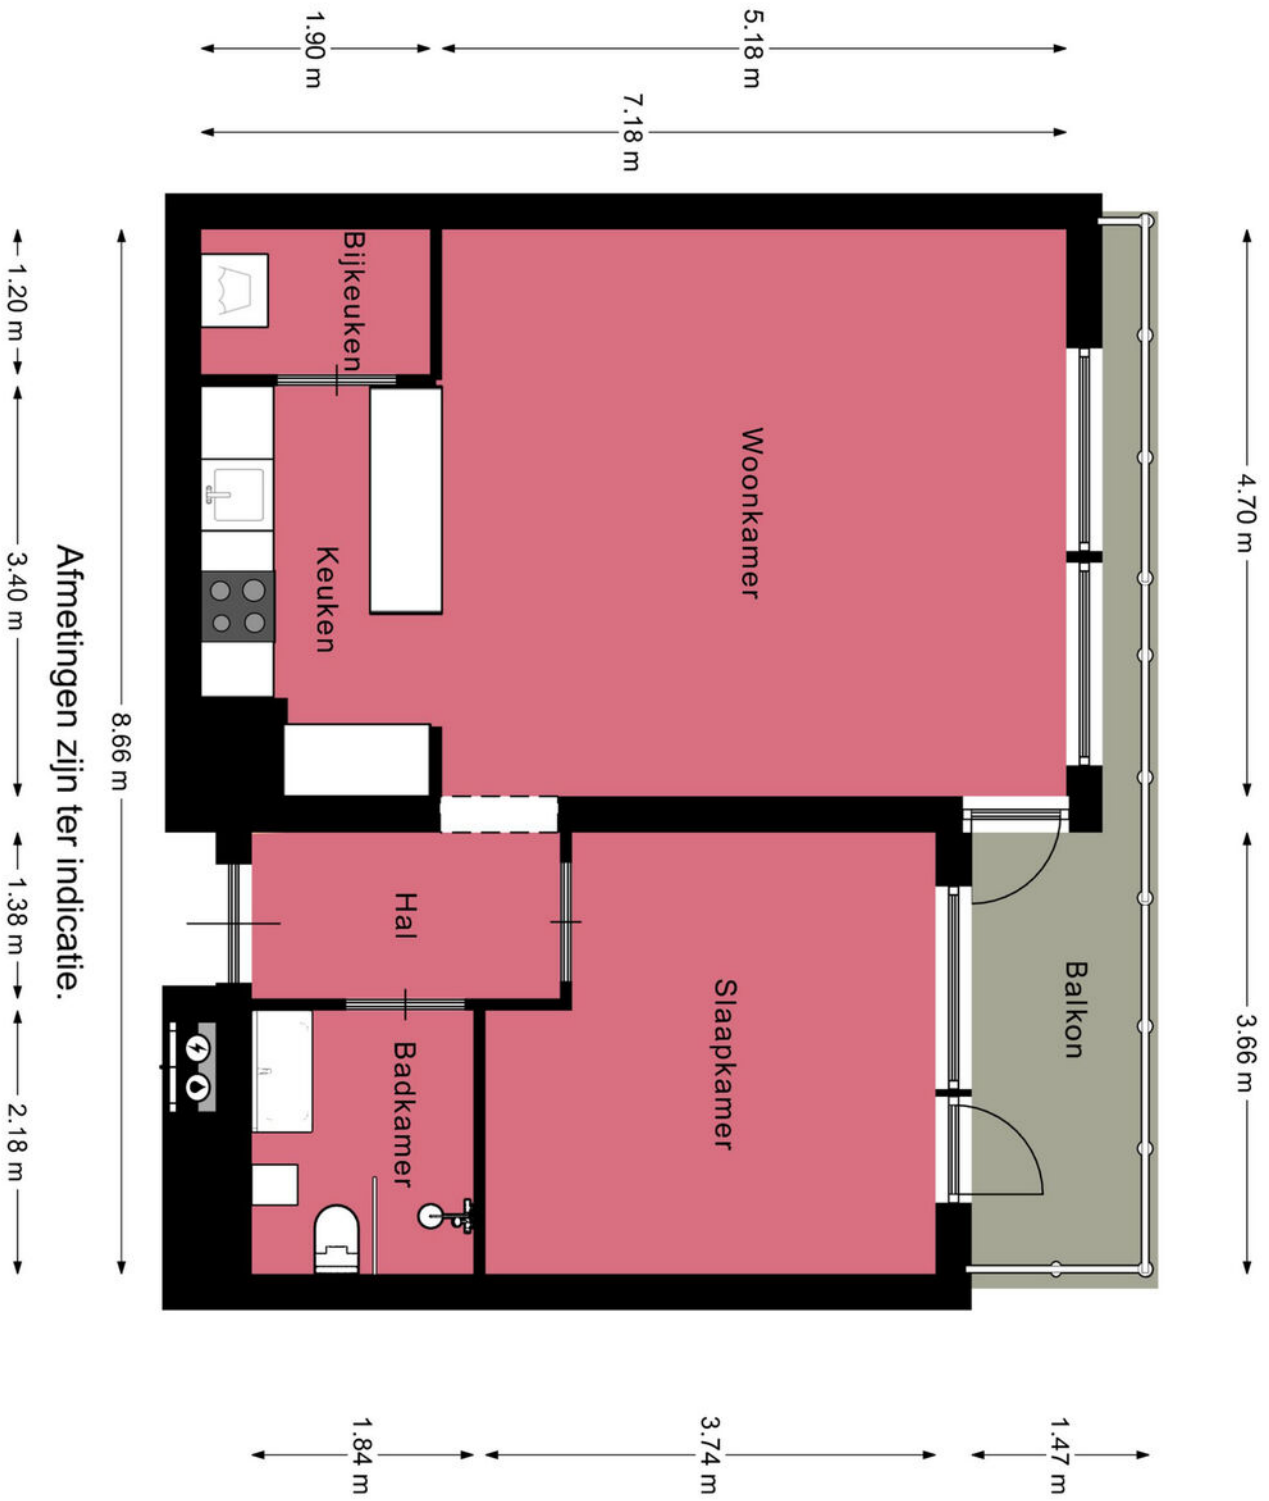 4.70 m
3.66 m
Balkon
Woonkamer
Slaapkamer
Bijkeuken
Keuken
Hal
Badkamer
5.18 m
1.90 m
7.18 m
1.47 m
3.74 m
1.84 m
8.66 m
Afmetingen zijn ter indicatie.
1.20 m
3.40 m
1.38 m
2.18 m